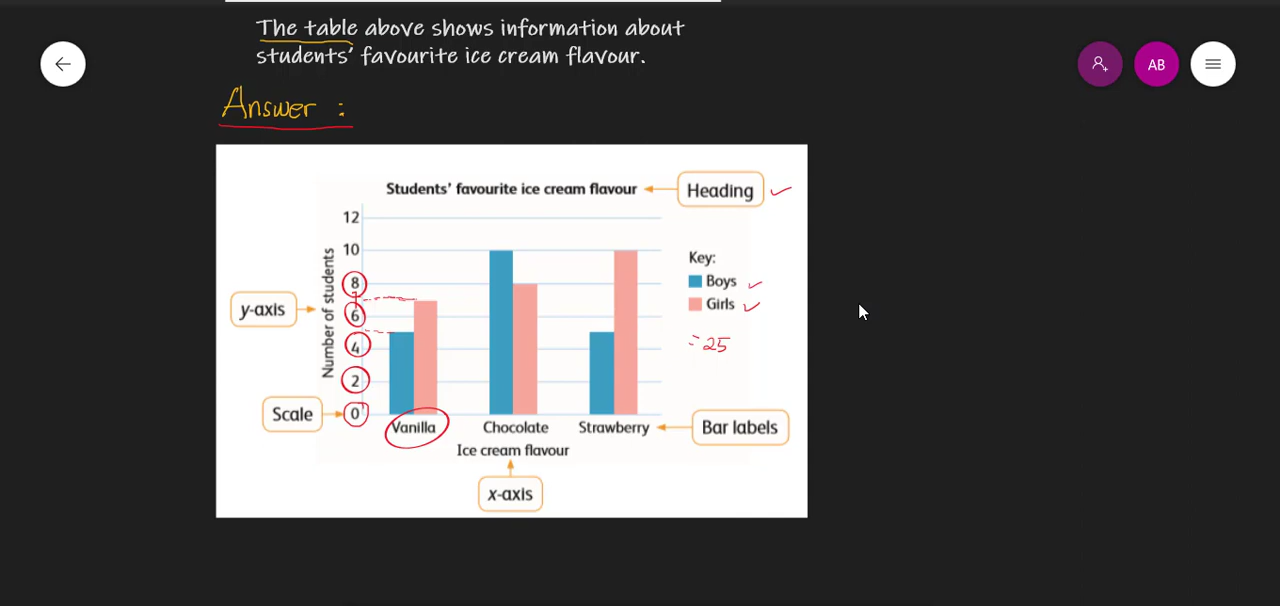 The table above shows information about
students' favourite ice cream flavour.
AB
Answer :
Students' favourite ice cream flavour
Heading
12
10
8
6
4
2
0
Number of students
y-axis
Scale
Key:
Boys
Girls
= 25
Vanilla Chocolate Strawberry
Bar labels
Ice cream flavour
x-axis